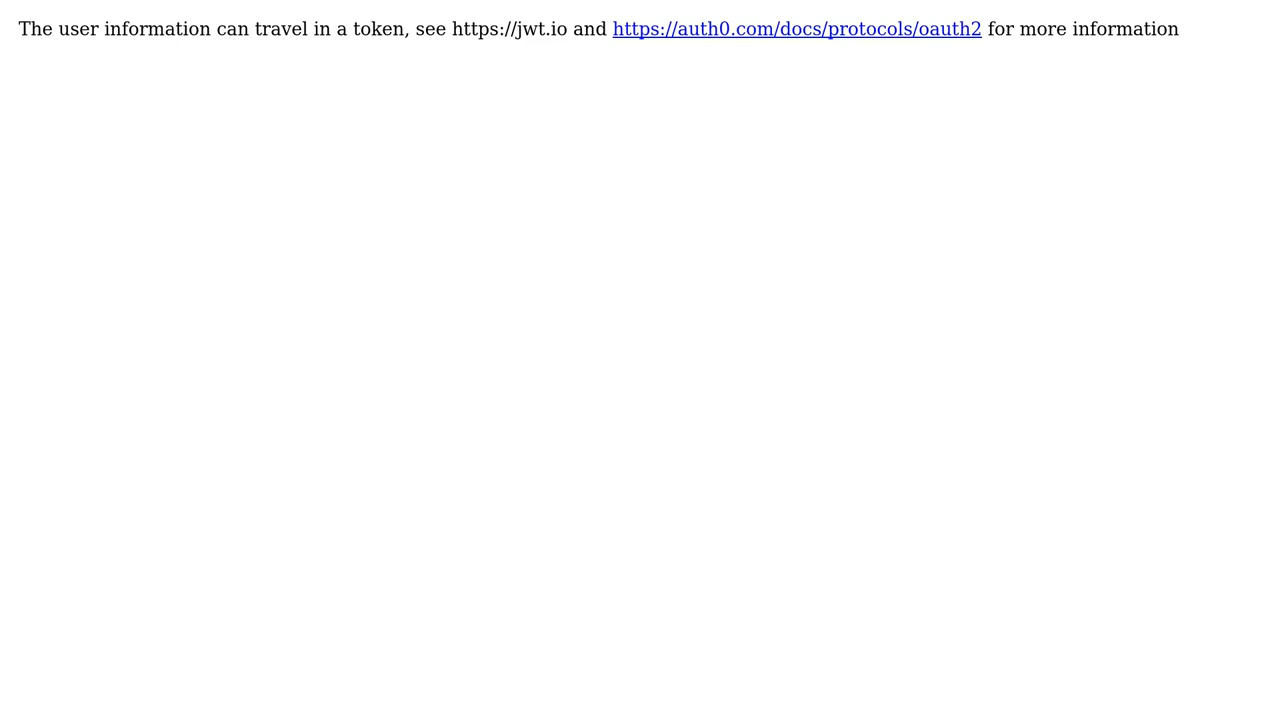 The user information can travel in a token, see https://jwt.io and https://auth0.com/docs/protocols/oauth2 for more information